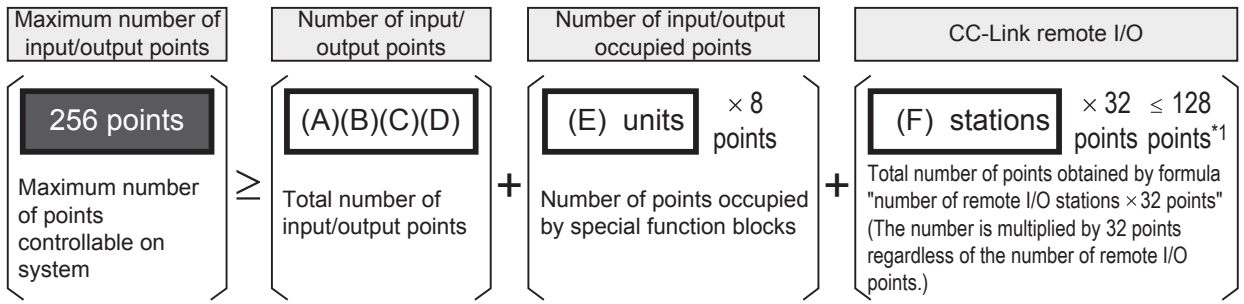 Maximum number of
input/output points
256 points
Maximum number
of points
controllable on
system
≥
Number of input/
output points
(A)(B)(C)(D)
Total number of
input/output points
+
Number of input/output
occupied points
(E) units
× 8
points
Number of points occupied
by special function blocks
+
CC-Link remote I/O
(F) stations
× 32 ≤ 128
points points*1
Total number of points obtained by formula
"number of remote I/O stations × 32 points"
(The number is multiplied by 32 points
regardless of the number of remote I/O
points.)